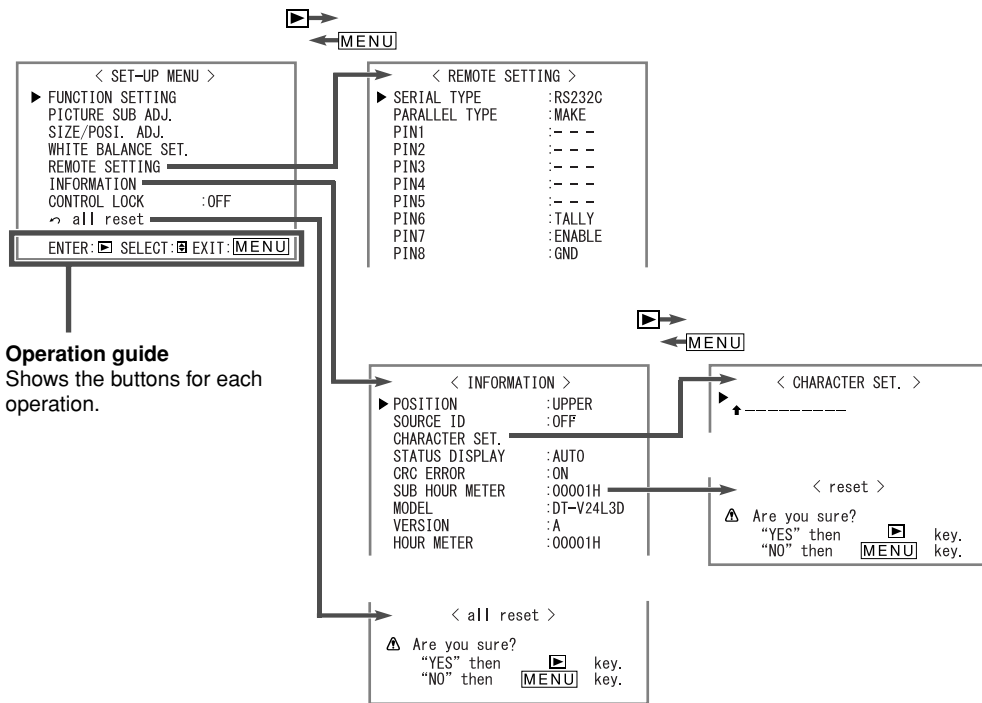 MENU
< SET-UP MENU >
▶ FUNCTION SETTING
PICTURE SUB ADJ.
SIZE/POSI. ADJ.
WHITE BALANCE SET.
REMOTE SETTING
INFORMATION
CONTROL LOCK :OFF
all reset
ENTER: ▶ SELECT: EXIT: MENU
< REMOTE SETTING >
▶ SERIAL TYPE :RS232C
PARALLEL TYPE :MAKE
PIN1 :– – –
PIN2 :– – –
PIN3 :– – –
PIN4 :– – –
PIN5 :– – –
PIN6 :TALLY
PIN7 :ENABLE
PIN8 :GND
Operation guide
Shows the buttons for each
operation.
MENU
< INFORMATION >
▶ POSITION :UPPER
SOURCE ID :OFF
CHARACTER SET.
STATUS DISPLAY :AUTO
CRC ERROR :ON
SUB HOUR METER :00001H
MODEL :DT-V24L3D
VERSION :A
HOUR METER :00001H
< CHARACTER SET. >
< reset >
Are you sure?
“YES” then ▶ key.
“NO” then MENU key.
< all reset >
Are you sure?
“YES” then ▶ key.
“NO” then MENU key.